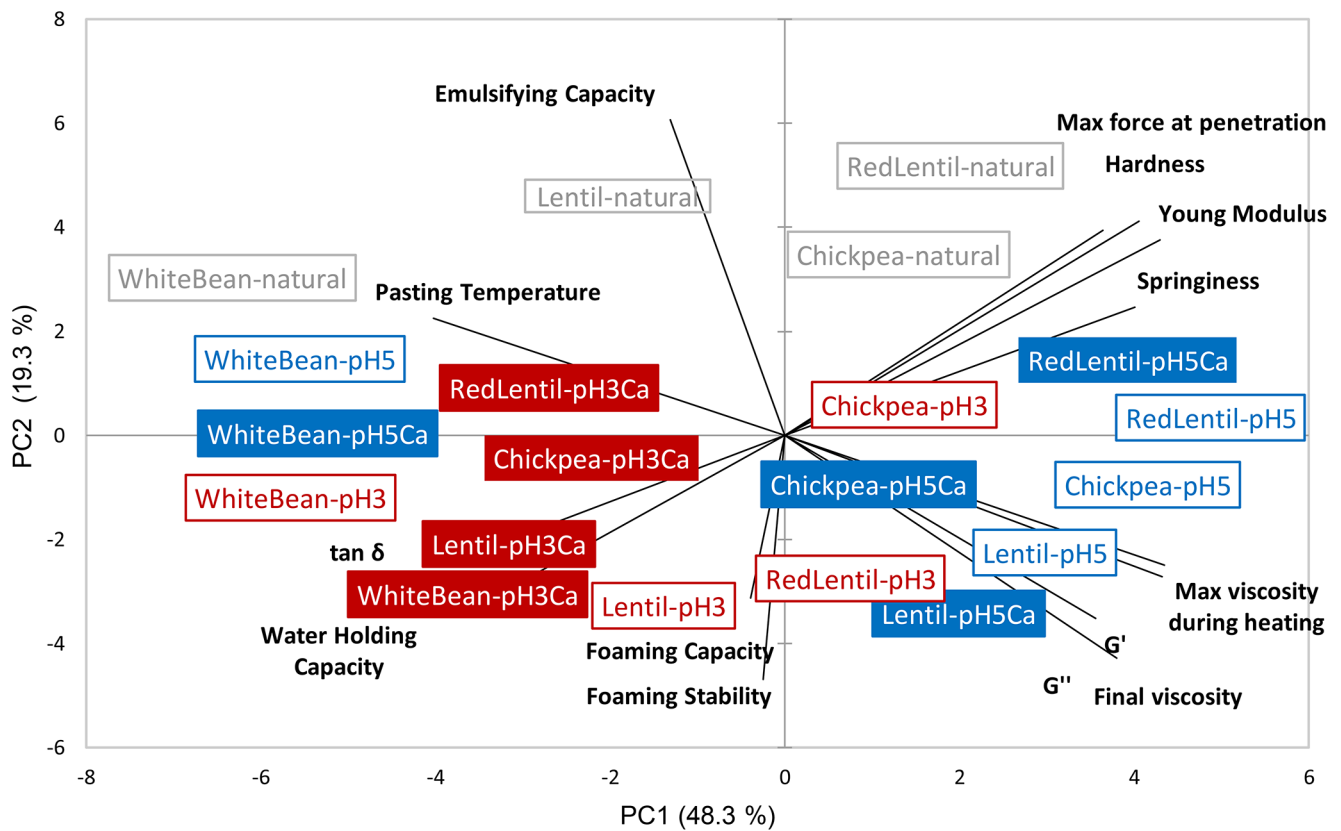 8
Emulsifying Capacity
6
Max force at penetration
RedLentil-natural
Hardness
Lentil-natural
4
Young Modulus
Chickpea-natural
WhiteBean-natural
Springiness
Pasting Temperature
2
WhiteBean-pH5
RedLentil-pH5Ca
RedLentil-pH3Ca
Chickpea-pH3
RedLentil-pH5
0
WhiteBean-pH5Ca
Chickpea-pH3Ca
Chickpea-pH5Ca
Chickpea-pH5
WhiteBean-pH3
-2
tan δ
Lentil-pH3Ca
Lentil-pH5
RedLentil-pH3
WhiteBean-pH3Ca
Lentil-pH3
Lentil-pH5Ca
Max viscosity
during heating
Water Holding
Capacity
-4
Foaming Capacity
G'
Foaming Stability
G''
Final viscosity
-6
-8
-6
-4
-2
0
2
4
6
PC1 (48.3 %)
PC2 (19.3 %)